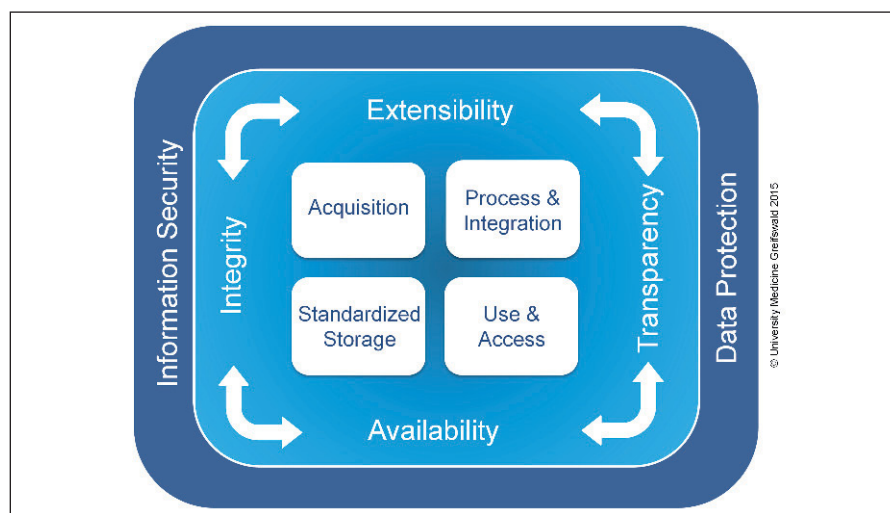 Extensibility
Information Security
Integrity
Acquisition
Process &
Integration
Transparency
Data Protection
© University Medicine Greifswald 2015
Standardized
Storage
Use &
Access
Availability